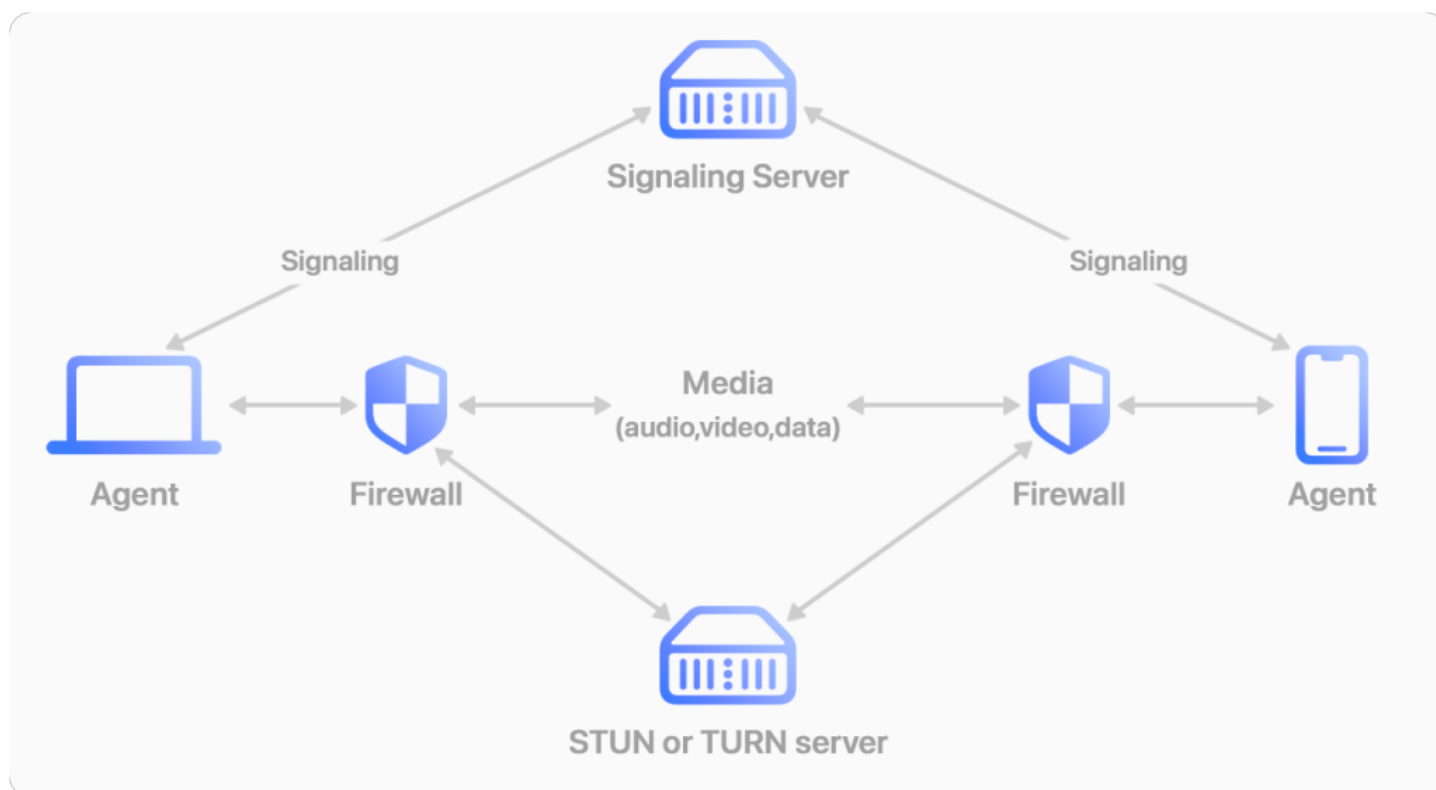 Signaling Server
Signaling
Signaling
Media
(audio,video,data)
Agent
Firewall
Firewall
Agent
STUN or TURN server